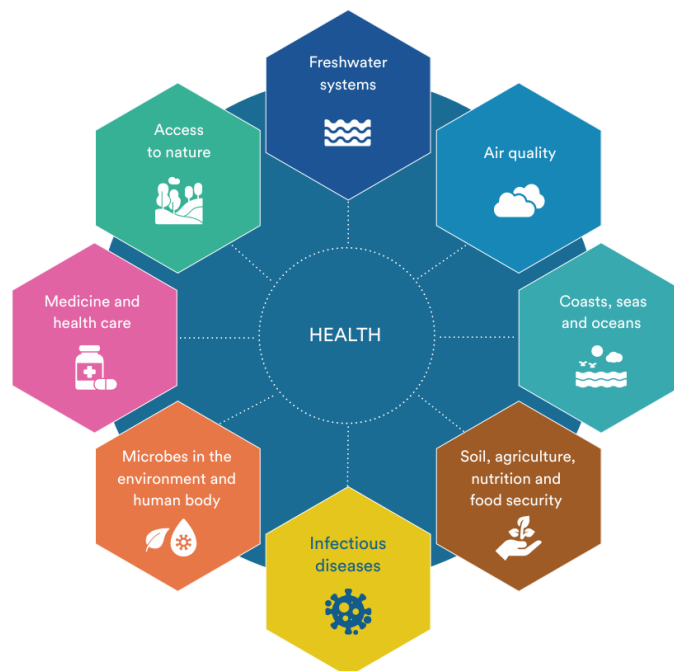 Freshwater
systems
Access
to nature
Air quality
Medicine and
health care
HEALTH
Coasts, seas
and oceans
Microbes in the
environment and
human body
Soil, agriculture,
nutrition and
food security
Infectious
diseases